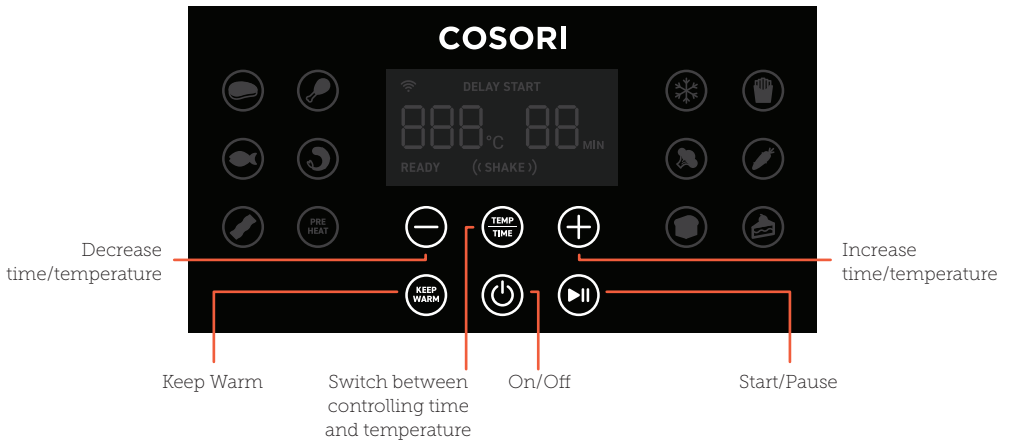 COSORI
DELAY START
888°C 88 MIN
READY ((SHAKE))
PRE
HEAT
TEMP
TIME
KEEP
WARM
Decrease
time/temperature
Increase
time/temperature
Keep Warm
Switch between
controlling time
and temperature
On/Off
Start/Pause